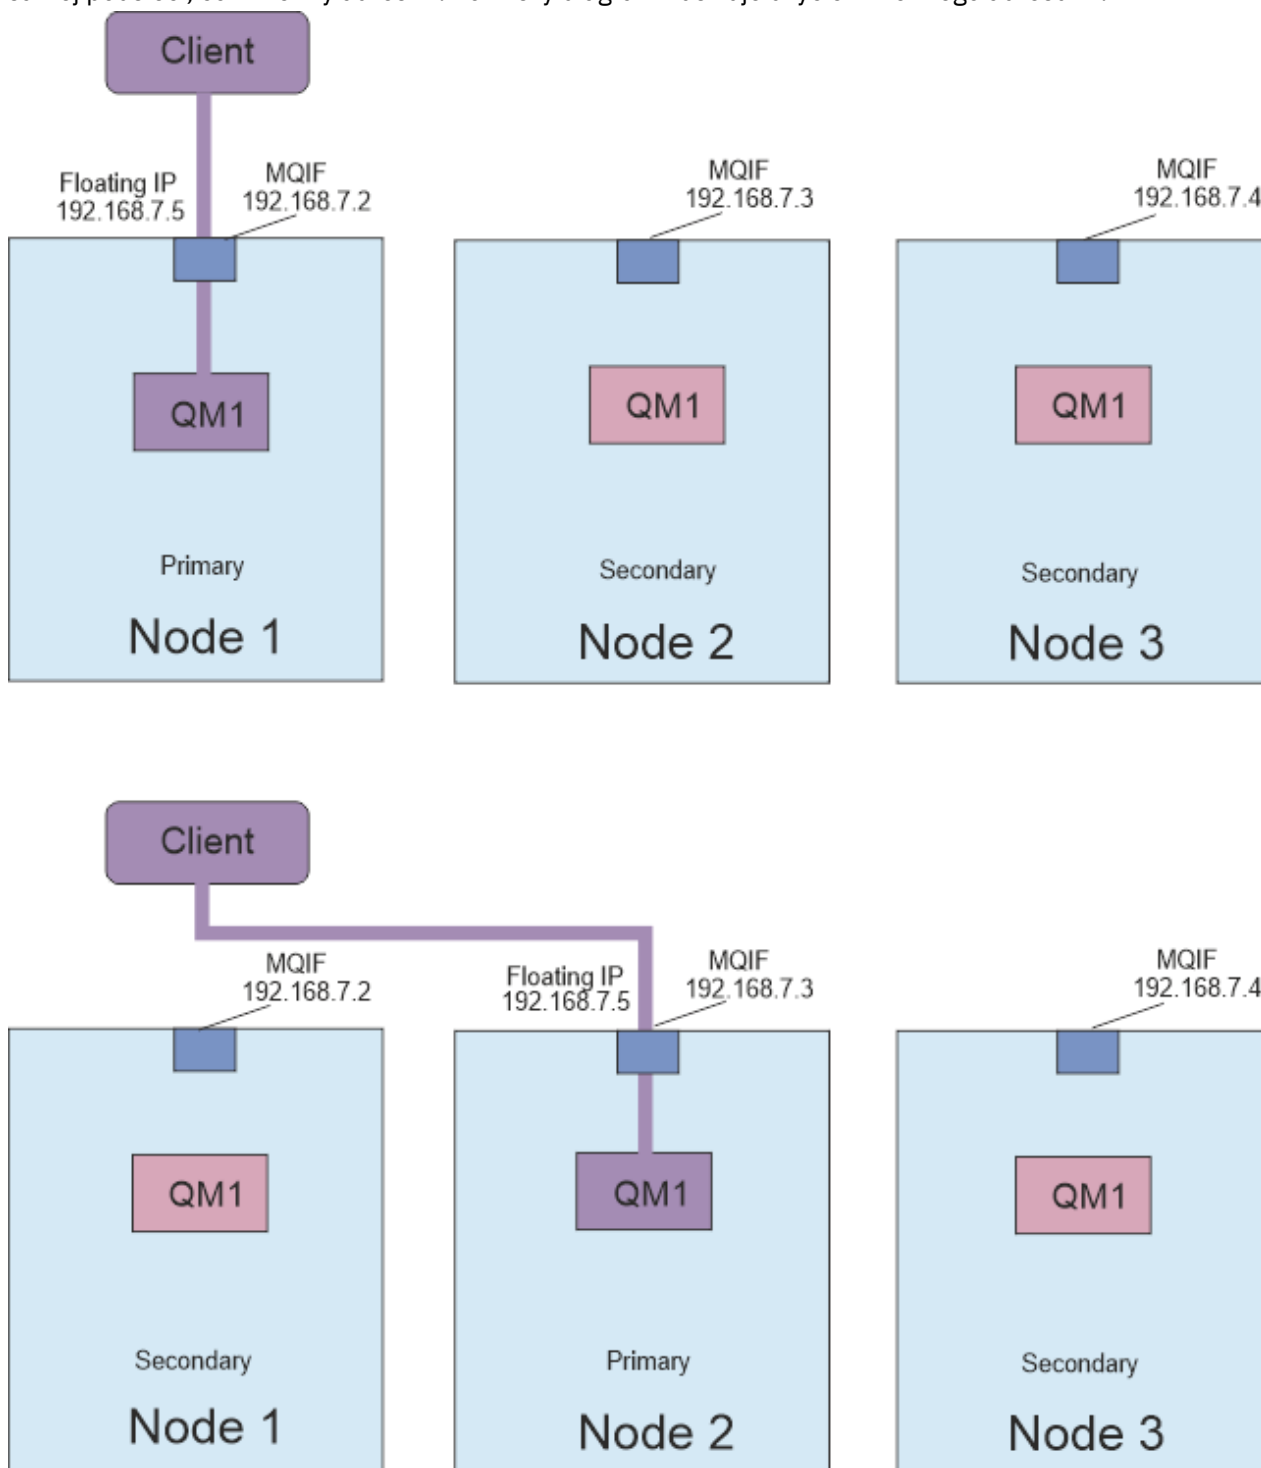 Client
Floating IP
192.168.7.5
MQIF
192.168.7.2
MQIF
192.168.7.3
MQIF
192.168.7.4
QM1
QM1
QM1
Primary
Secondary
Secondary
Node 1
Node 2
Node 3
Client
MQIF
192.168.7.2
Floating IP
192.168.7.5
MQIF
192.168.7.3
MQIF
192.168.7.4
QM1
QM1
QM1
Secondary
Primary
Secondary
Node 1
Node 2
Node 3